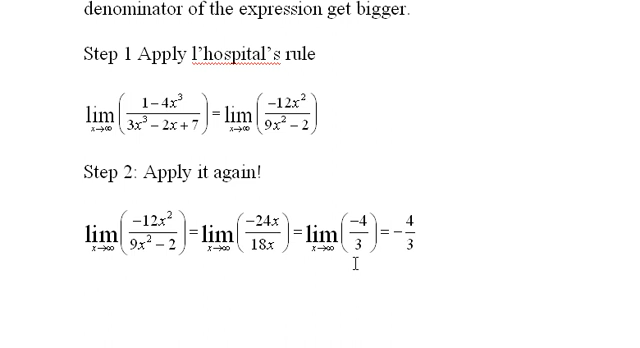 denominator of the expression get bigger.
Step 1 Apply l’hospital’s rule
lim x→∞ ( (1−4x³)/(3x³−2x+7) ) = lim x→∞ ( (−12x²)/(9x²−2) )
Step 2: Apply it again!
lim x→∞ ( (−12x²)/(9x²−2) ) = lim x→∞ ( (−24x)/(18x) ) = lim x→∞ ( (−4)/3 ) = − 4/3